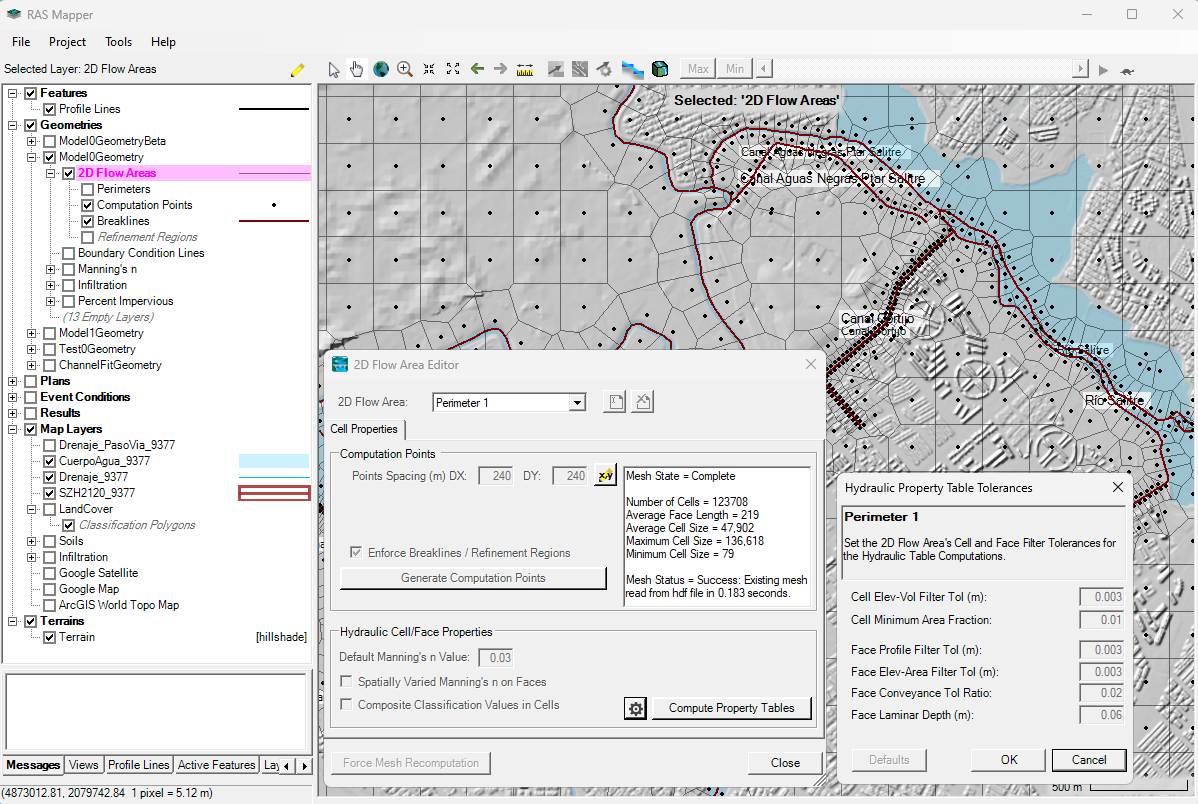 RAS Mapper
File Project Tools Help
Selected Layer: 2D Flow Areas
Max Min
Features
Profile Lines
Geometries
Model0GeometryBeta
Model0Geometry
2D Flow Areas
Perimeters
Computation Points
Breaklines
Refinement Regions
Boundary Condition Lines
Manning's n
Infiltration
Percent Impervious
(13 Empty Layers)
Model1Geometry
Test0Geometry
ChannelFitGeometry
Plans
Event Conditions
Results
Map Layers
Drenaje_PasoVia_9377
CuerpoAgua_9377
Drenaje_9377
SZH2120_9377
LandCover
Classification Polygons
Soils
Infiltration
Google Satellite
Google Map
ArcGIS World Topo Map
Terrains
Terrain [hillshade]
Messages Views Profile Lines Active Features Lay
(4873012.81, 2079742.84 1 pixel = 5.12 m)
Selected: '2D Flow Areas'
Canal Aguas Negras Ptar Salitre
Canal Aguas Negras Ptar Salitre
Canal Cortijo
Canal Cortijo
Río Salitre
Río Salitre
500 m
2D Flow Area Editor
2D Flow Area: Perimeter 1
Cell Properties
Computation Points
Points Spacing (m) DX: 240 DY: 240
Enforce Breaklines / Refinement Regions
Generate Computation Points
Mesh State = Complete
Number of Cells = 123708
Average Face Length = 219
Average Cell Size = 47,902
Maximum Cell Size = 136,618
Minimum Cell Size = 79
Mesh Status = Success: Existing mesh
read from hdf file in 0.183 seconds.
Hydraulic Cell/Face Properties
Default Manning's n Value: 0.03
Spatially Varied Manning's n on Faces
Composite Classification Values in Cells
Compute Property Tables
Force Mesh Recomputation Close
Hydraulic Property Table Tolerances
Perimeter 1
Set the 2D Flow Area's Cell and Face Filter Tolerances for
the Hydraulic Table Computations.
Cell Elev-Vol Filter Tol (m): 0.003
Cell Minimum Area Fraction: 0.01
Face Profile Filter Tol (m): 0.003
Face Elev-Area Filter Tol (m): 0.003
Face Conveyance Tol Ratio: 0.02
Face Laminar Depth (m): 0.06
Defaults OK Cancel